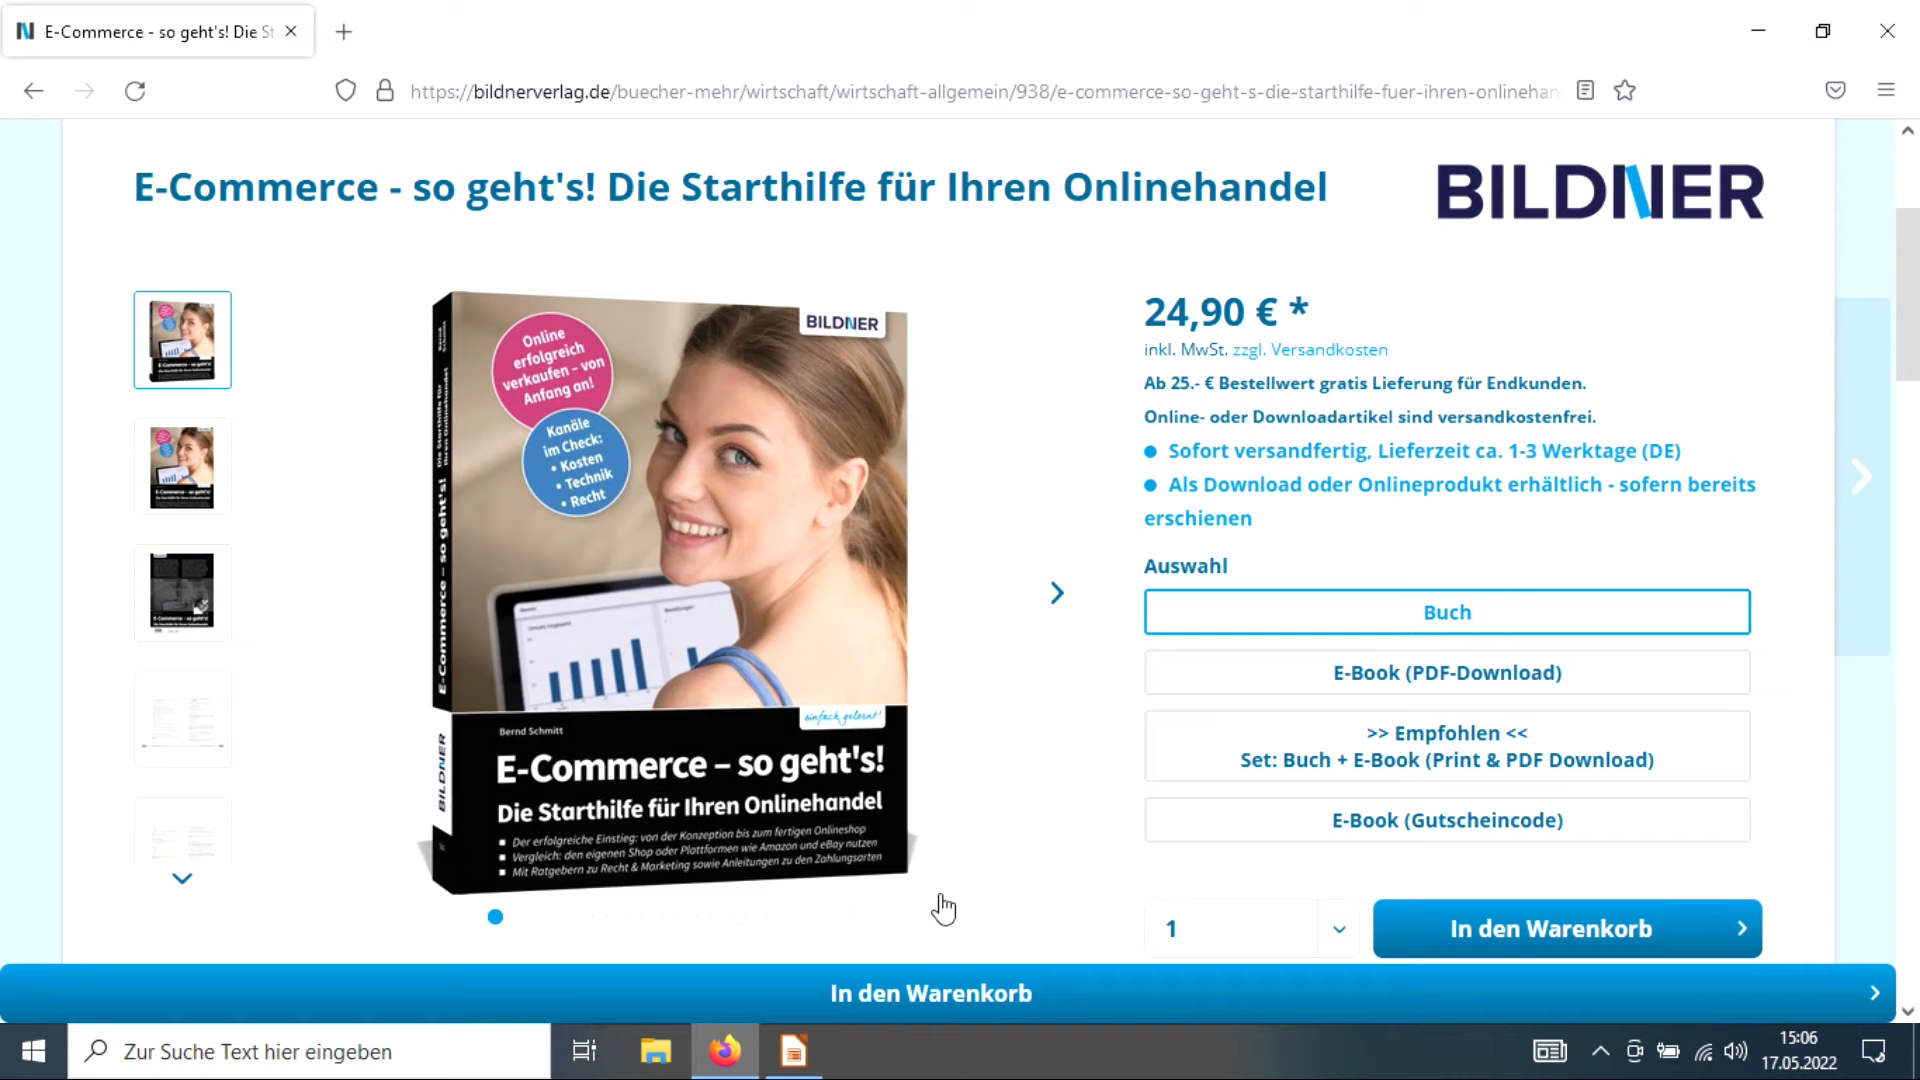 E-Commerce - so geht's! Die St
https://bildnerverlag.de/buecher-mehr/wirtschaft/wirtschaft-allgemein/938/e-commerce-so-geht-s-die-starthilfe-fuer-ihren-onlinehan
E-Commerce - so geht's! Die Starthilfe für Ihren Onlinehandel
BILDNER
BILDNER
Online
erfolgreich
verkaufen – von
Anfang an!
Kanäle
im Check:
• Kosten
• Technik
• Recht
E-Commerce – so geht's!
BILDNER
einfach gelernt!
Bernd Schmitt
E-Commerce – so geht's!
Die Starthilfe für Ihren Onlinehandel
Der erfolgreiche Einstieg: von der Konzeption bis zum fertigen Onlineshop
Vergleich: den eigenen Shop oder Plattformen wie Amazon und eBay nutzen
Mit Ratgebern zu Recht & Marketing sowie Anleitungen zu den Zahlungsarten
24,90 € *
inkl. MwSt. zzgl. Versandkosten
Ab 25.- € Bestellwert gratis Lieferung für Endkunden.
Online- oder Downloadartikel sind versandkostenfrei.
Sofort versandfertig, Lieferzeit ca. 1-3 Werktage (DE)
Als Download oder Onlineprodukt erhältlich - sofern bereits
erschienen
Auswahl
Buch
E-Book (PDF-Download)
>> Empfohlen <<
Set: Buch + E-Book (Print & PDF Download)
E-Book (Gutscheincode)
1
In den Warenkorb
In den Warenkorb
Zur Suche Text hier eingeben
15:06
17.05.2022